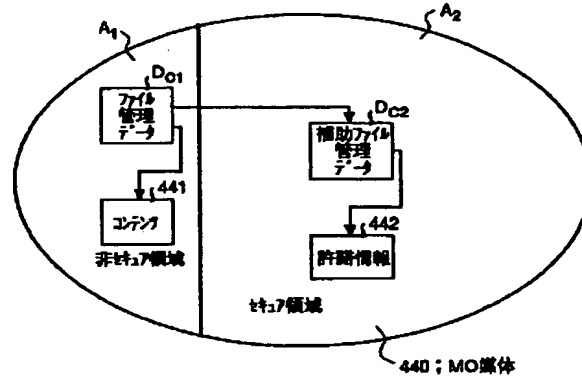 A1
A2
DC1
ファイル
管理
データ
DC2
補助ファイル
管理
データ
441
コンテンツ
非セキュア領域
442
許諾情報
セキュア領域
440;MO媒体